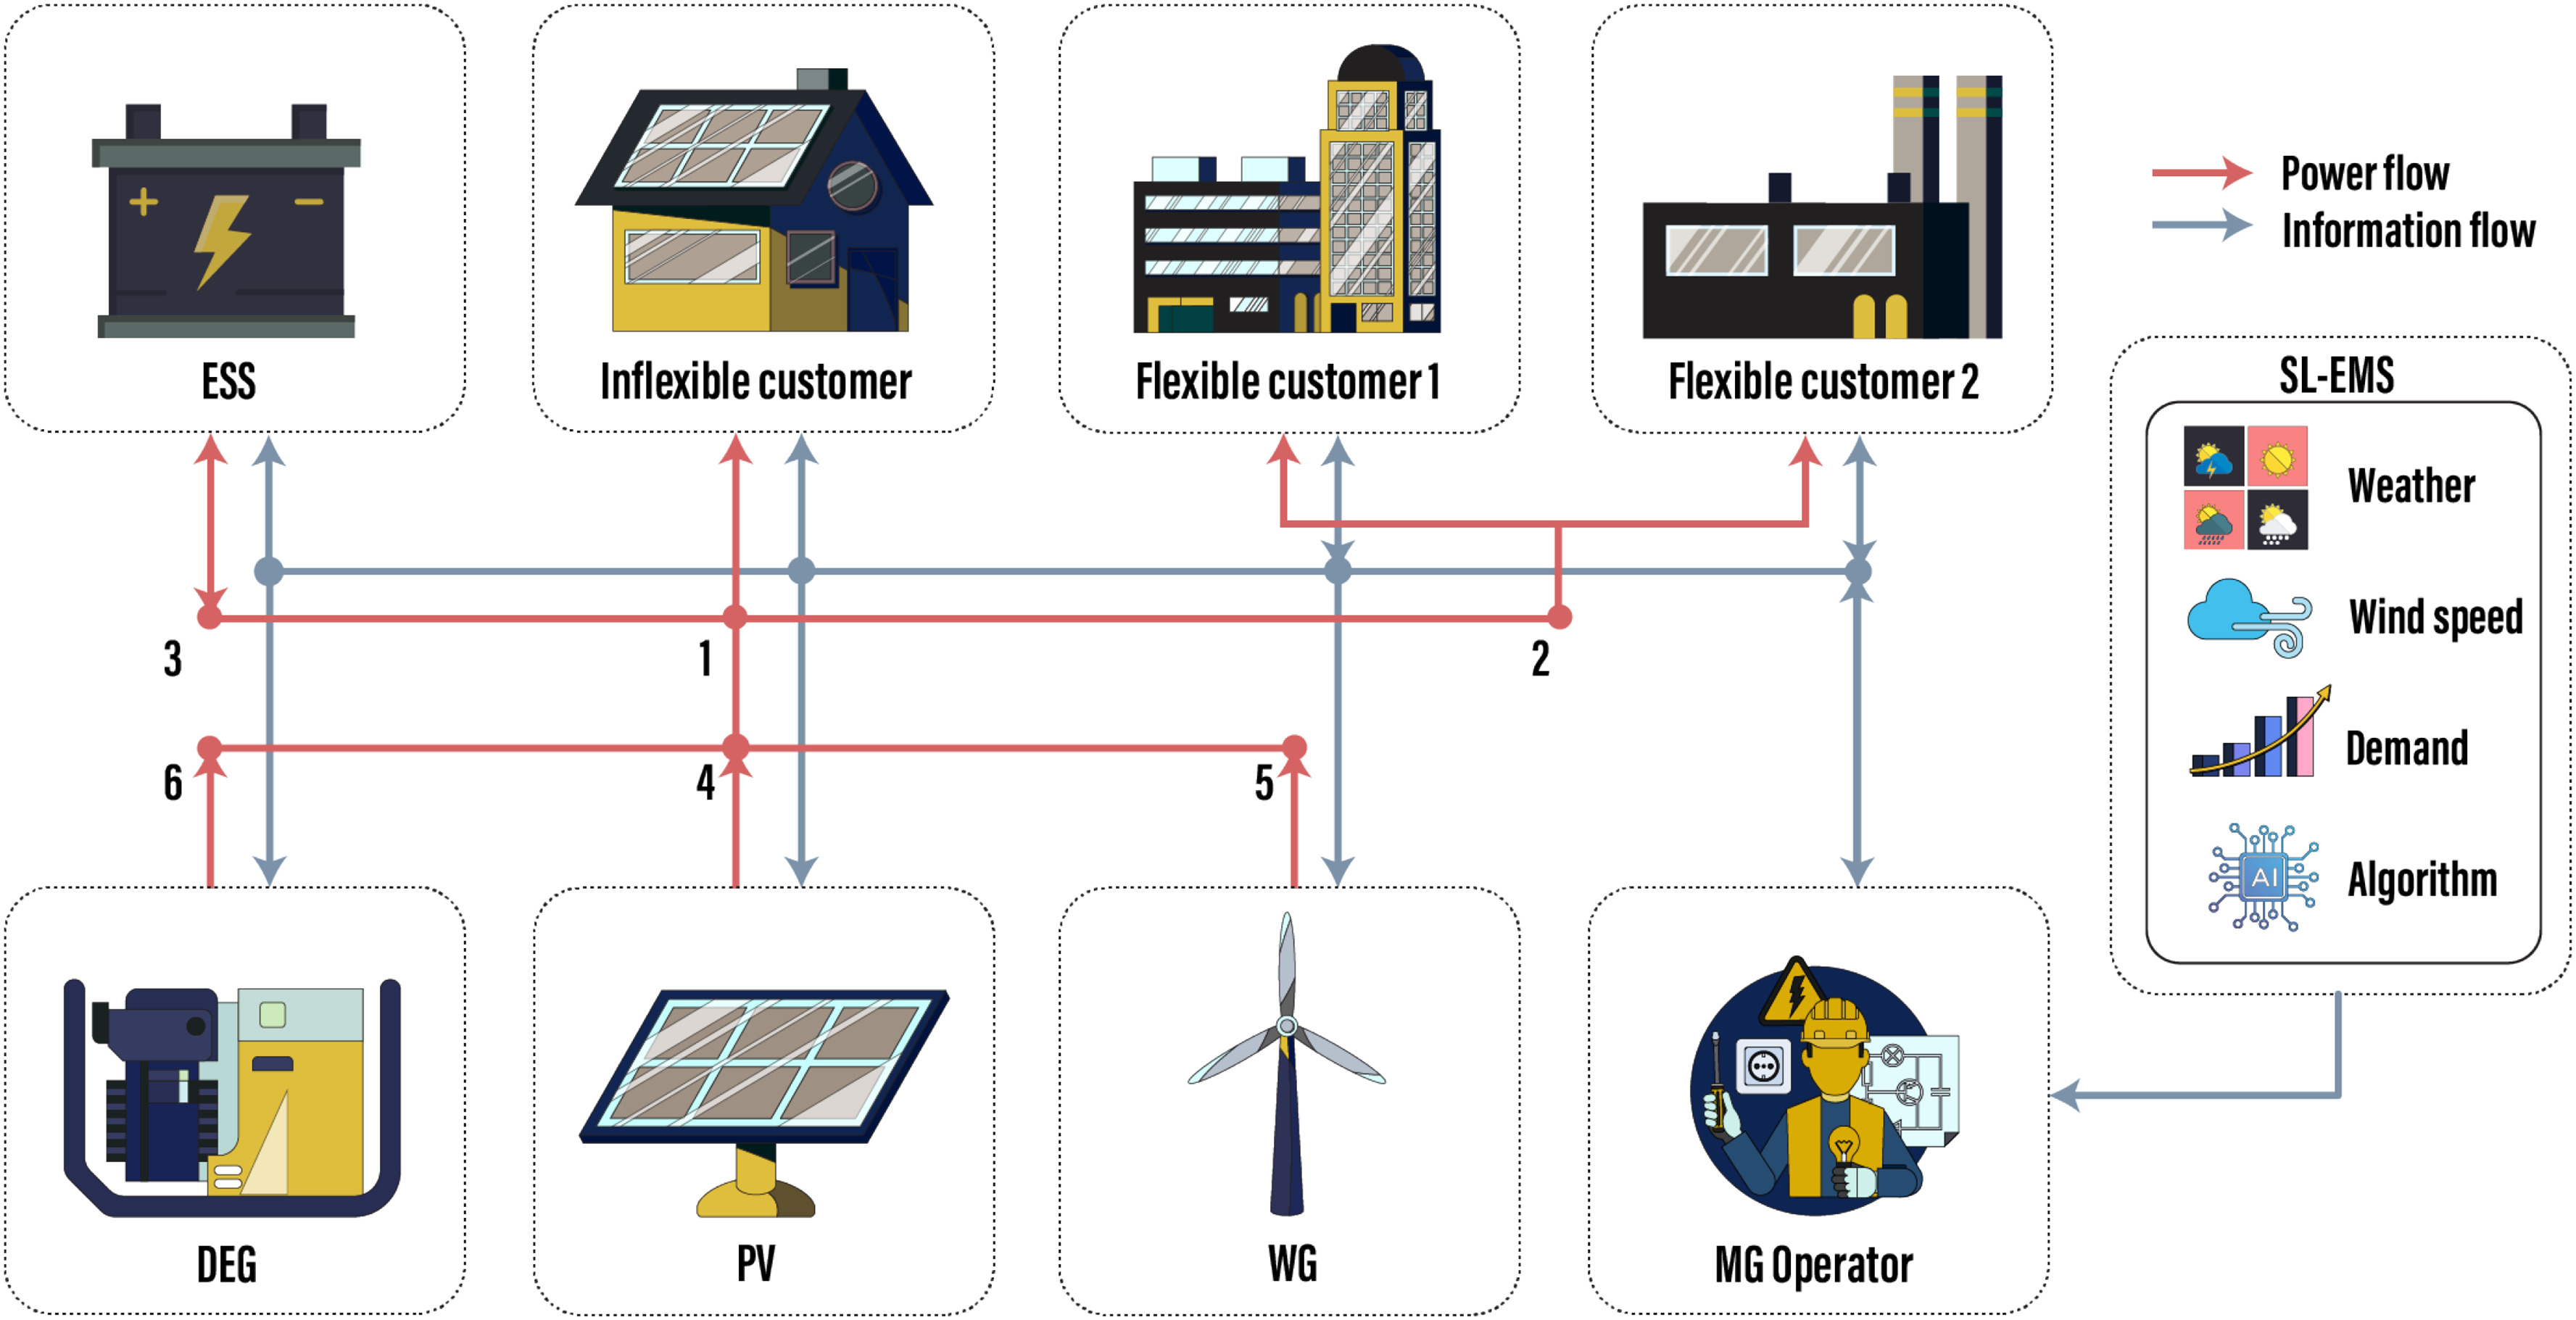 Power flow
Information flow
ESS
Inflexible customer
Flexible customer 1
Flexible customer 2
SL-EMS
Weather
Wind speed
Demand
AI
Algorithm
3
1
2
6
4
5
DEG
PV
WG
MG Operator